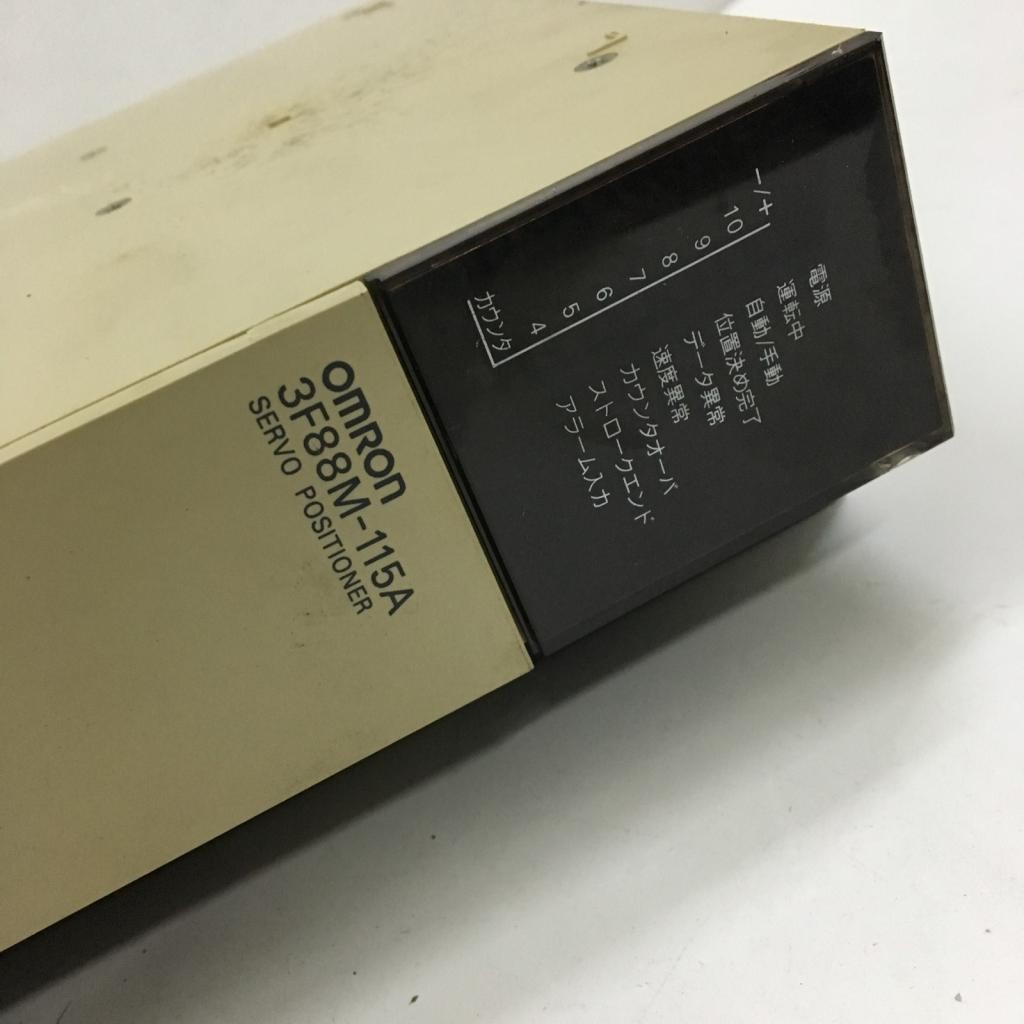 −/+
10
9
8
7
6
5
4
カウンタ
電源
運転中
自動/手動
位置決め完了
データ異常
速度異常
カウンタオーバ
ストロークエンド
アラーム入力
OMRON
3F88M-115A
SERVO POSITIONER